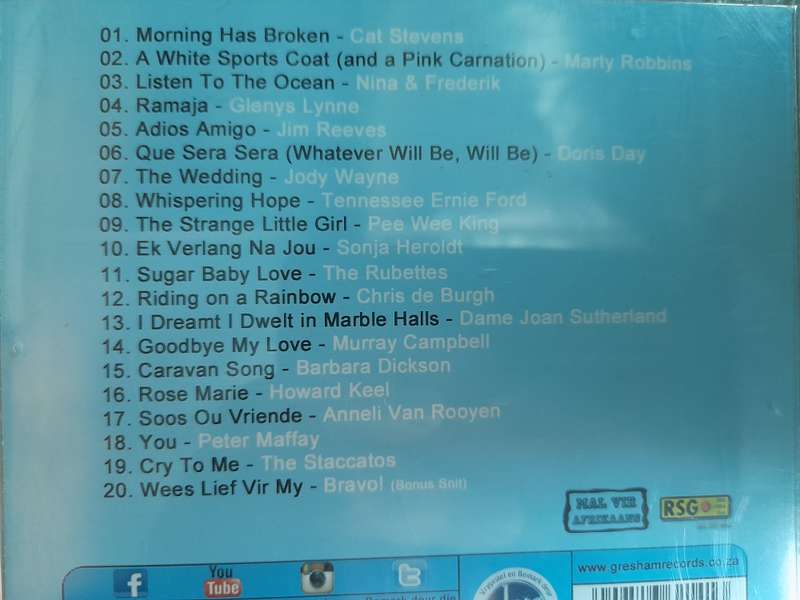 01. Morning Has Broken - Cat Stevens
02. A White Sports Coat (and a Pink Carnation) - Marty Robbins
03. Listen To The Ocean - Nina & Frederik
04. Ramaja - Glenys Lynne
05. Adios Amigo - Jim Reeves
06. Que Sera Sera (Whatever Will Be, Will Be) - Doris Day
07. The Wedding - Jody Wayne
08. Whispering Hope - Tennessee Ernie Ford
09. The Strange Little Girl - Pee Wee King
10. Ek Verlang Na Jou - Sonja Heroldt
11. Sugar Baby Love - The Rubettes
12. Riding on a Rainbow - Chris de Burgh
13. I Dreamt I Dwelt in Marble Halls - Dame Joan Sutherland
14. Goodbye My Love - Murray Campbell
15. Caravan Song - Barbara Dickson
16. Rose Marie - Howard Keel
17. Soos Ou Vriende - Anneli Van Rooyen
18. You - Peter Maffay
19. Cry To Me - The Staccatos
20. Wees Lief Vir My - Bravo! (Bonus Snit)
MAL VIR
AFRIKAANS
RSG
f
You
Tube
Bemark deur die
Vrygestel en Bemark deur
www.greshamrecords.co.za